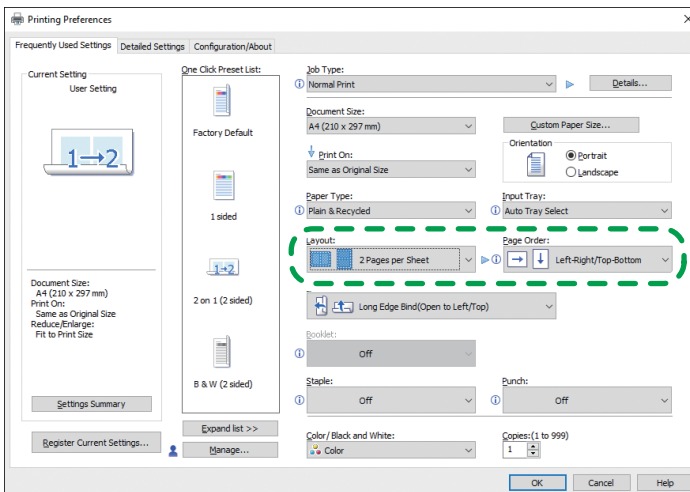 Printing Preferences
Frequently Used Settings Detailed Settings Configuration/About
Current Setting
User Setting
1→2
Document Size:
A4 (210 x 297 mm)
Print On:
Same as Original Size
Reduce/Enlarge:
Fit to Print Size
Settings Summary
Register Current Settings...
One Click Preset List:
Factory Default
1 sided
1→2
2 on 1 (2 sided)
B & W (2 sided)
Expand list >>
Manage...
Job Type:
Normal Print
Details...
Document Size:
A4 (210 x 297 mm)
Custom Paper Size...
Print On:
Same as Original Size
Orientation
Portrait
Landscape
Paper Type:
Plain & Recycled
Input Tray:
Auto Tray Select
Layout:
2 Pages per Sheet
Page Order:
Left-Right/Top-Bottom
Long Edge Bind(Open to Left/Top)
Booklet:
Off
Staple:
Off
Punch:
Off
Color/ Black and White:
Color
Copies:(1 to 999)
1
OK Cancel Help